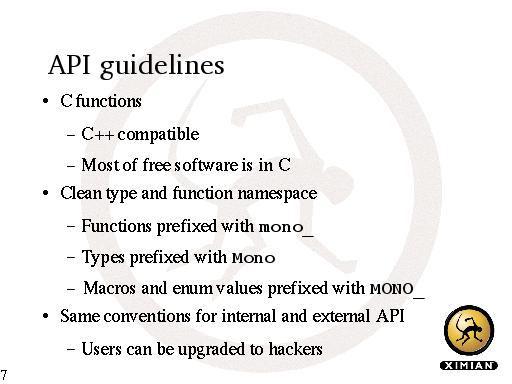 API guidelines
• C functions
– C++ compatible
– Most of free software is in C
• Clean type and function namespace
– Functions prefixed with mono_
– Types prefixed with Mono
– Macros and enum values prefixed with MONO_
• Same conventions for internal and external API
– Users can be upgraded to hackers
XIMIAN
7